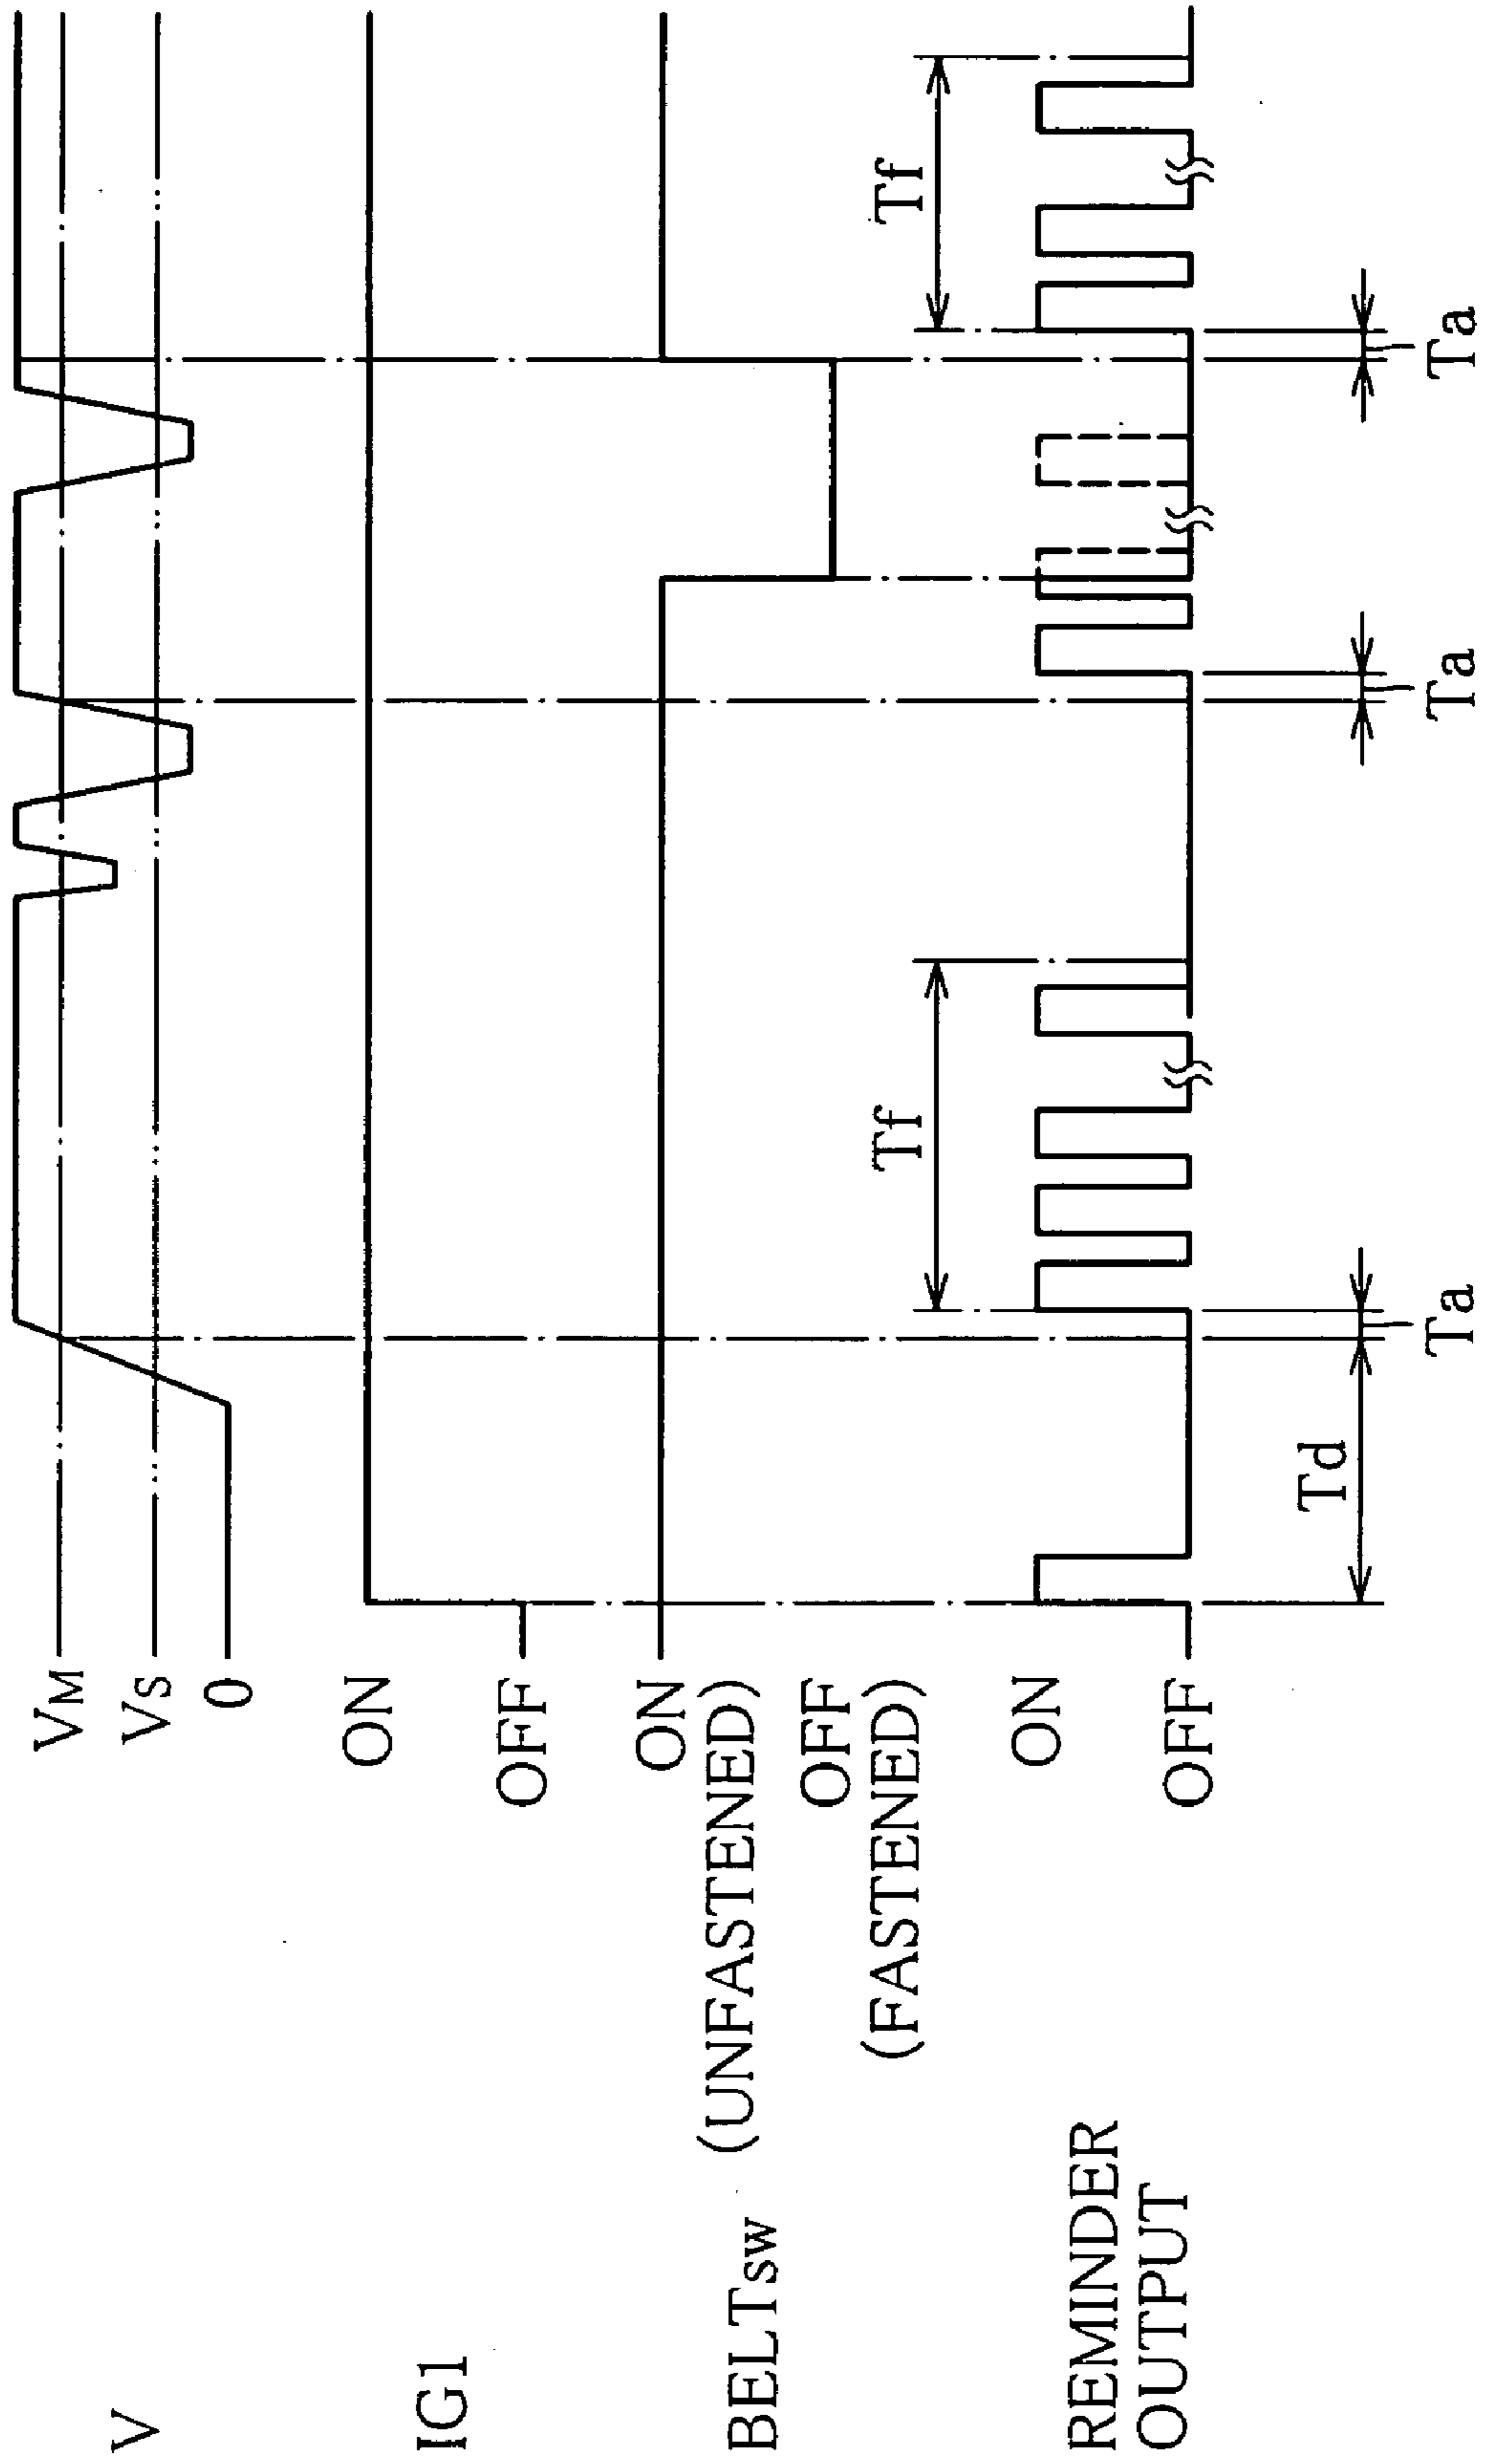 V
VM
VS
0
IG1
ON
OFF
BELTSW
ON
(UNFASTENED)
OFF
(FASTENED)
REMINDER
OUTPUT
ON
OFF
Tf
Tf
Td
Ta
Ta
Ta